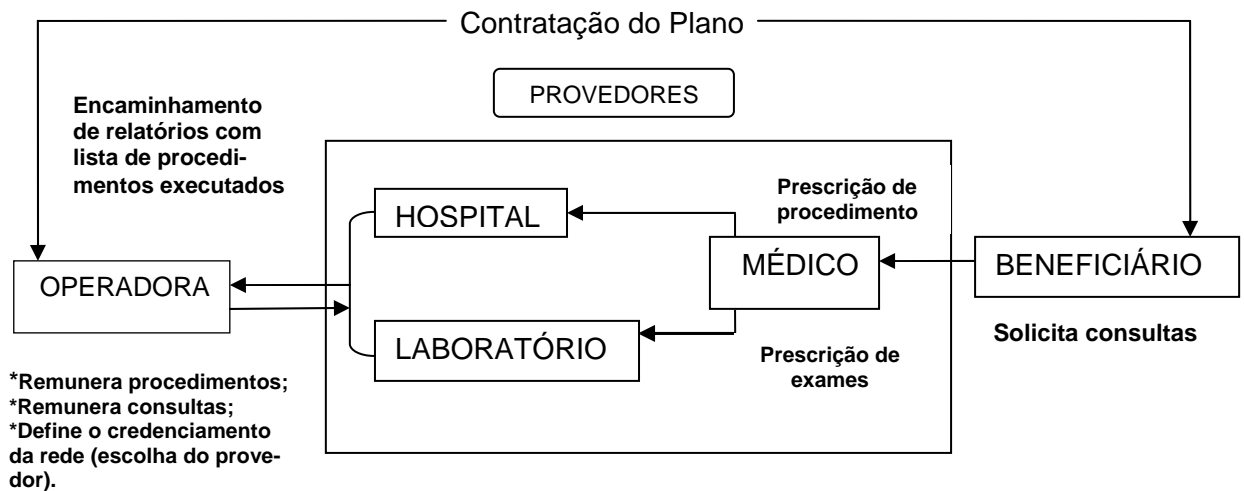 Contratação do Plano
PROVEDORES
Encaminhamento
de relatórios com
lista de procedi-
mentos executados
HOSPITAL
Prescrição de
procedimento
MÉDICO
BENEFICIÁRIO
OPERADORA
LABORATÓRIO
Solicita consultas
Prescrição de
exames
*Remunera procedimentos;
*Remunera consultas;
*Define o credenciamento
da rede (escolha do prove-
dor).